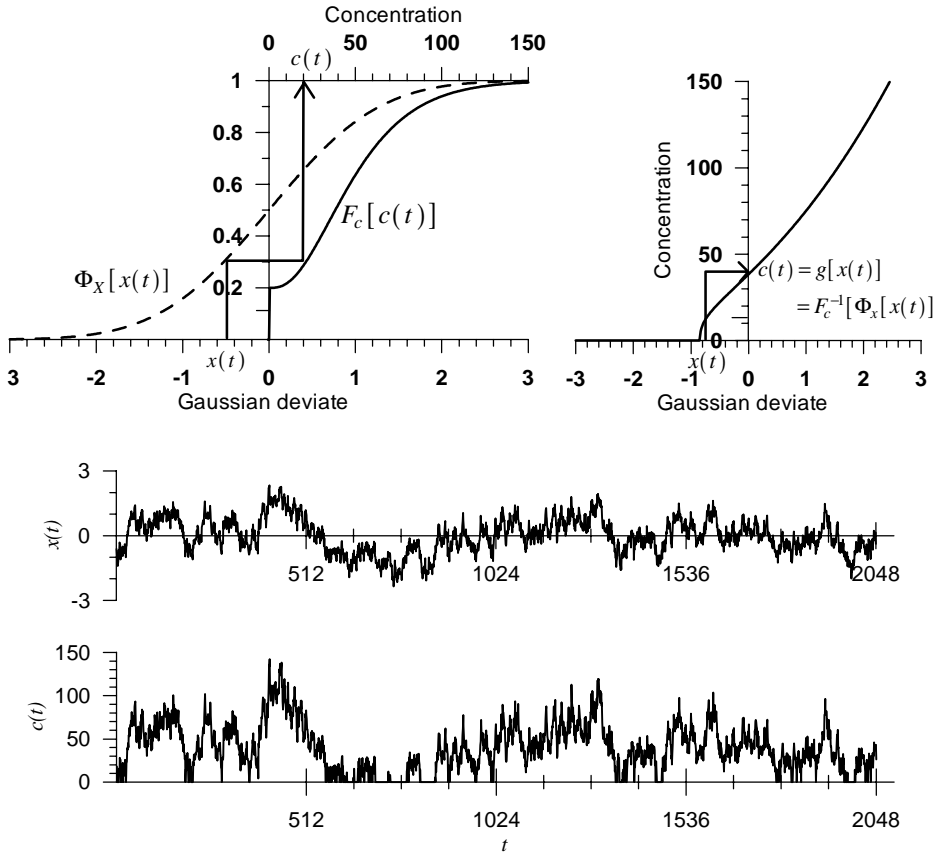 Concentration
0 50 100 150
c(t)
1
0.8
0.6
0.4
0.2
F_c[c(t)]
Φ_X[x(t)]
x(t)
3 -2 -1 0 1 2 3
Gaussian deviate
150
100
50
0
Concentration
c(t) = g[x(t)]
= F_c^{-1}[Φ_x[x(t)]
x(t)
-3 -2 -1 0 1 2 3
Gaussian deviate
3
0
-3
x(t)
512 1024 1536 2048
150
100
50
0
c(t)
512 1024 1536 2048
t